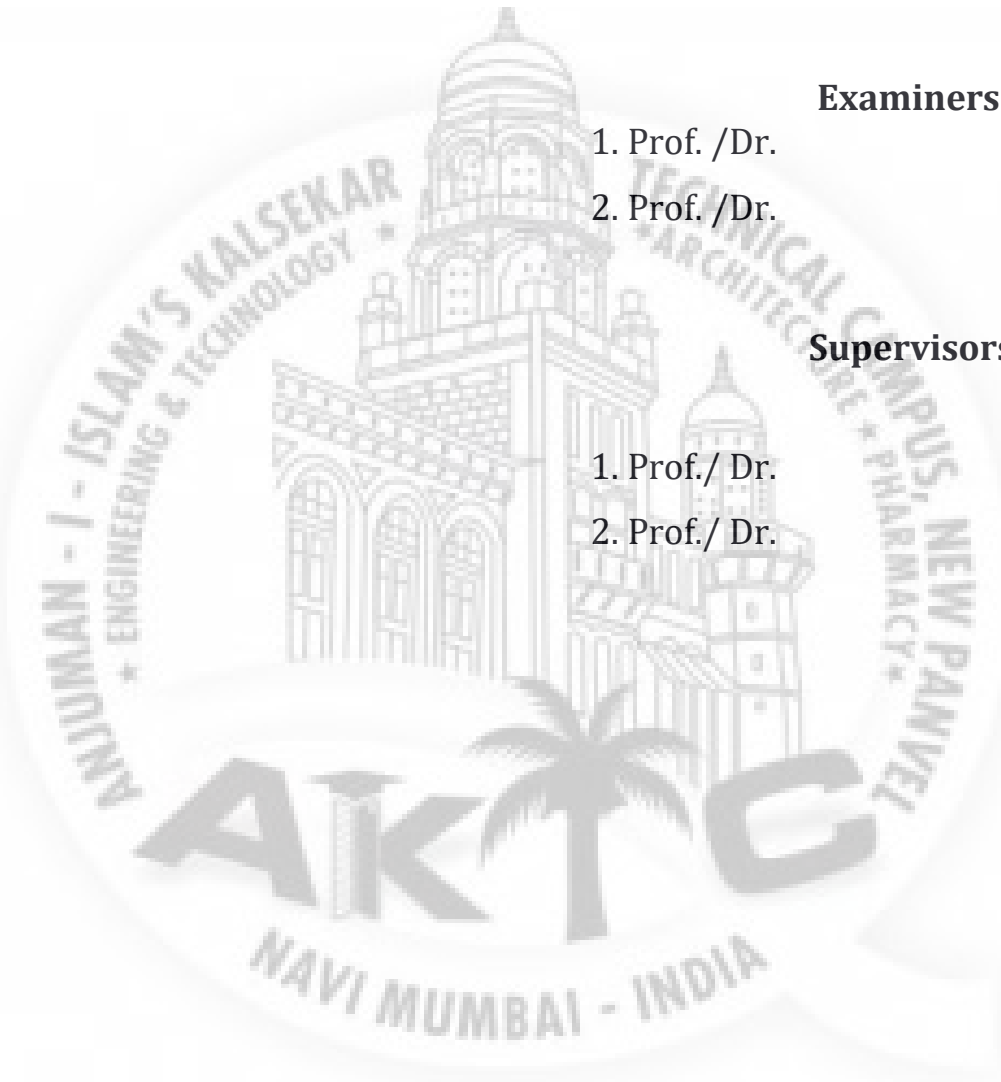 Examiners
1. Prof. /Dr.
2. Prof. /Dr.
Supervisors
1. Prof./ Dr.
2. Prof./ Dr.
ANJUMAN - I - ISLAM'S KALSEKAR TECHNICAL CAMPUS, NEW PANVEL
* ENGINEERING & TECHNOLOGY * ARCHITECTURE * PHARMACY *
AIKTC
NAVI MUMBAI - INDIA